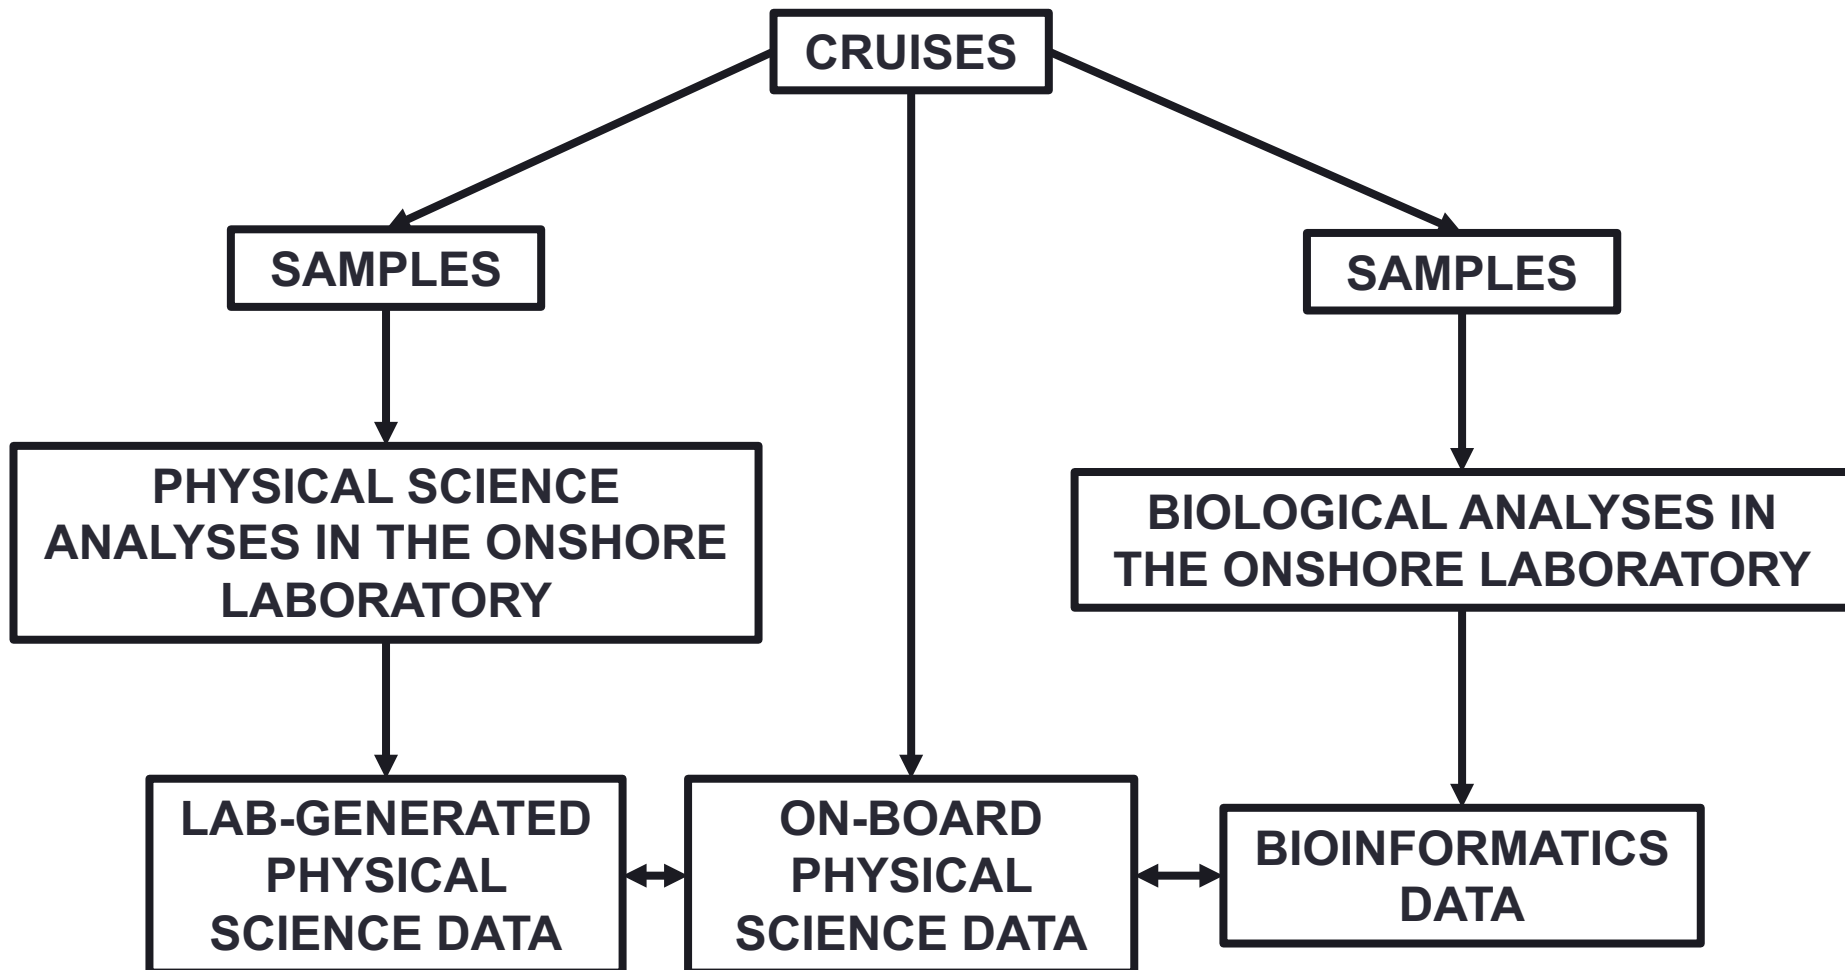 CRUISES
SAMPLES
SAMPLES
PHYSICAL SCIENCE
ANALYSES IN THE ONSHORE
LABORATORY
BIOLOGICAL ANALYSES IN
THE ONSHORE LABORATORY
LAB-GENERATED
PHYSICAL
SCIENCE DATA
ON-BOARD
PHYSICAL
SCIENCE DATA
BIOINFORMATICS
DATA